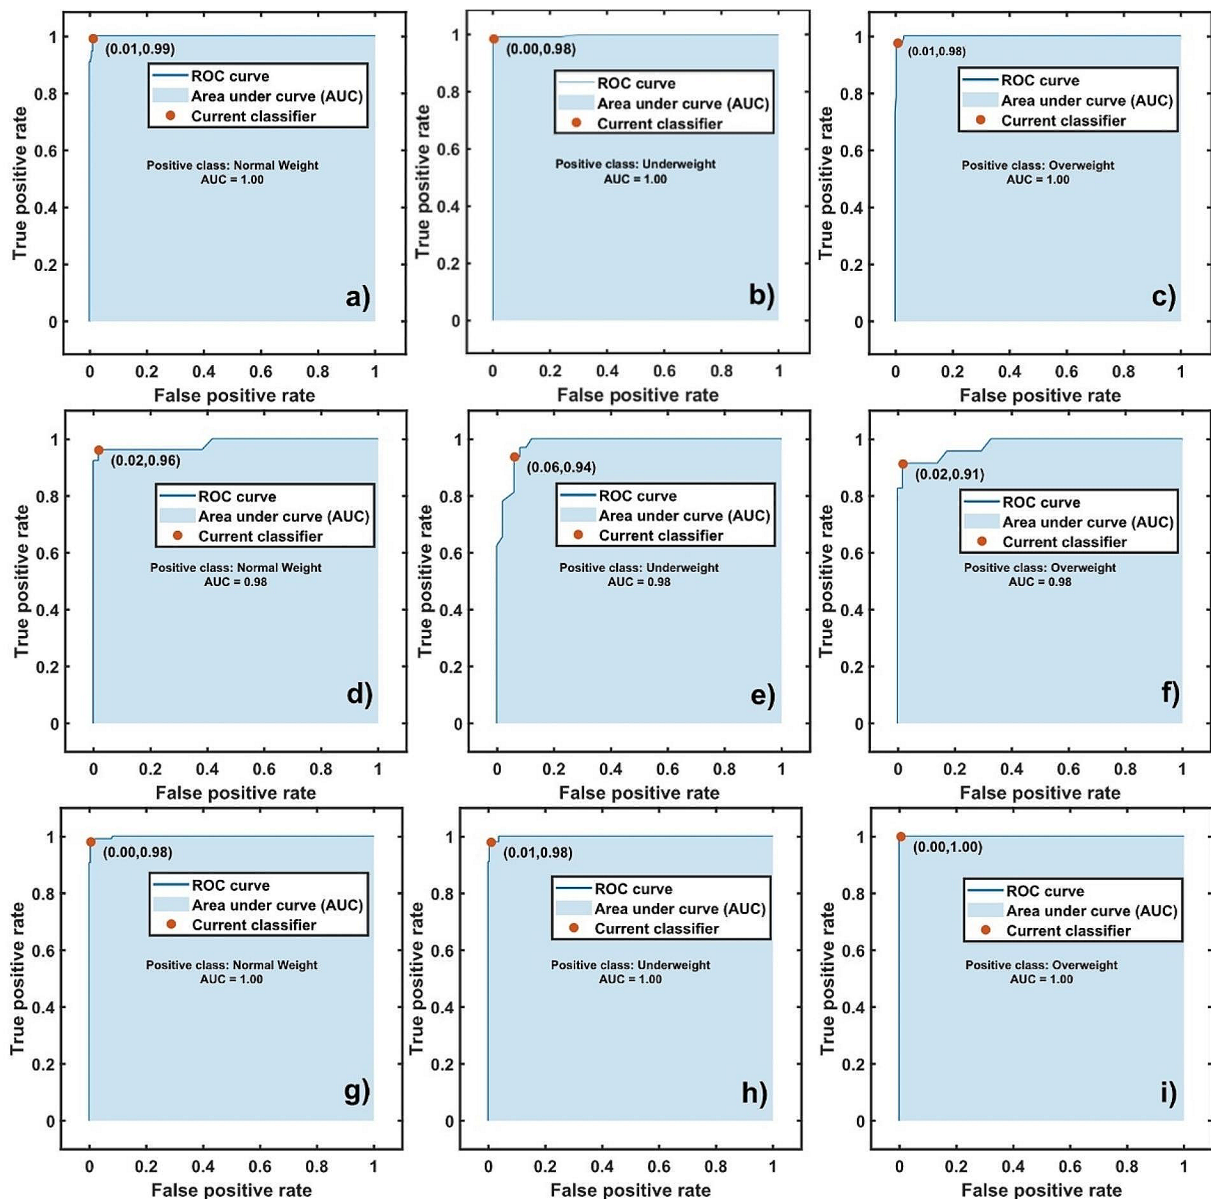 True positive rate
1
0.8
0.6
0.4
0.2
0
(0.01,0.99)
ROC curve
Area under curve (AUC)
Current classifier
Positive class: Normal Weight
AUC = 1.00
a)
0 0.2 0.4 0.6 0.8 1
False positive rate
True positive rate
1
0.8
0.6
0.4
0.2
0
(0.00,0.98)
ROC curve
Area under curve (AUC)
Current classifier
Positive class: Underweight
AUC = 1.00
b)
0 0.2 0.4 0.6 0.8 1
False positive rate
True positive rate
1
0.8
0.6
0.4
0.2
0
(0.01,0.98)
ROC curve
Area under curve (AUC)
Current classifier
Positive class: Overweight
AUC = 1.00
c)
0 0.2 0.4 0.6 0.8 1
False positive rate
True positive rate
1
0.8
0.6
0.4
0.2
0
(0.02,0.96)
ROC curve
Area under curve (AUC)
Current classifier
Positive class: Normal Weight
AUC = 0.98
d)
0 0.2 0.4 0.6 0.8 1
False positive rate
True positive rate
1
0.8
0.6
0.4
0.2
0
(0.06,0.94)
ROC curve
Area under curve (AUC)
Current classifier
Positive class: Underweight
AUC = 0.98
e)
0 0.2 0.4 0.6 0.8 1
False positive rate
True positive rate
1
0.8
0.6
0.4
0.2
0
(0.02,0.91)
ROC curve
Area under curve (AUC)
Current classifier
Positive class: Overweight
AUC = 0.98
f)
0 0.2 0.4 0.6 0.8 1
False positive rate
True positive rate
1
0.8
0.6
0.4
0.2
0
(0.00,0.98)
ROC curve
Area under curve (AUC)
Current classifier
Positive class: Normal Weight
AUC = 1.00
g)
0 0.2 0.4 0.6 0.8 1
False positive rate
True positive rate
1
0.8
0.6
0.4
0.2
0
(0.01,0.98)
ROC curve
Area under curve (AUC)
Current classifier
Positive class: Underweight
AUC = 1.00
h)
0 0.2 0.4 0.6 0.8 1
False positive rate
True positive rate
1
0.8
0.6
0.4
0.2
0
(0.00,1.00)
ROC curve
Area under curve (AUC)
Current classifier
Positive class: Overweight
AUC = 1.00
i)
0 0.2 0.4 0.6 0.8 1
False positive rate